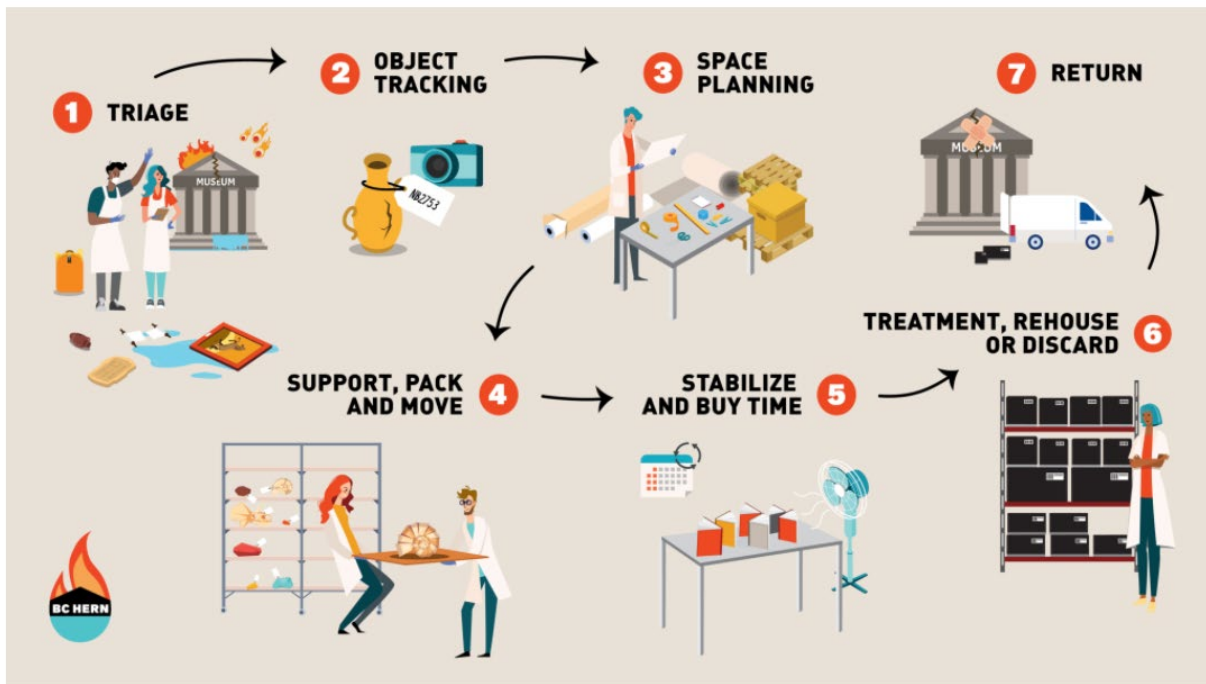 1 TRIAGE
MUSEUM
2 OBJECT
TRACKING
NB2753
3 SPACE
PLANNING
SUPPORT, PACK
AND MOVE 4
STABILIZE
AND BUY TIME 5
TREATMENT, REHOUSE
OR DISCARD 6
7 RETURN
MUSEUM
BC HERN